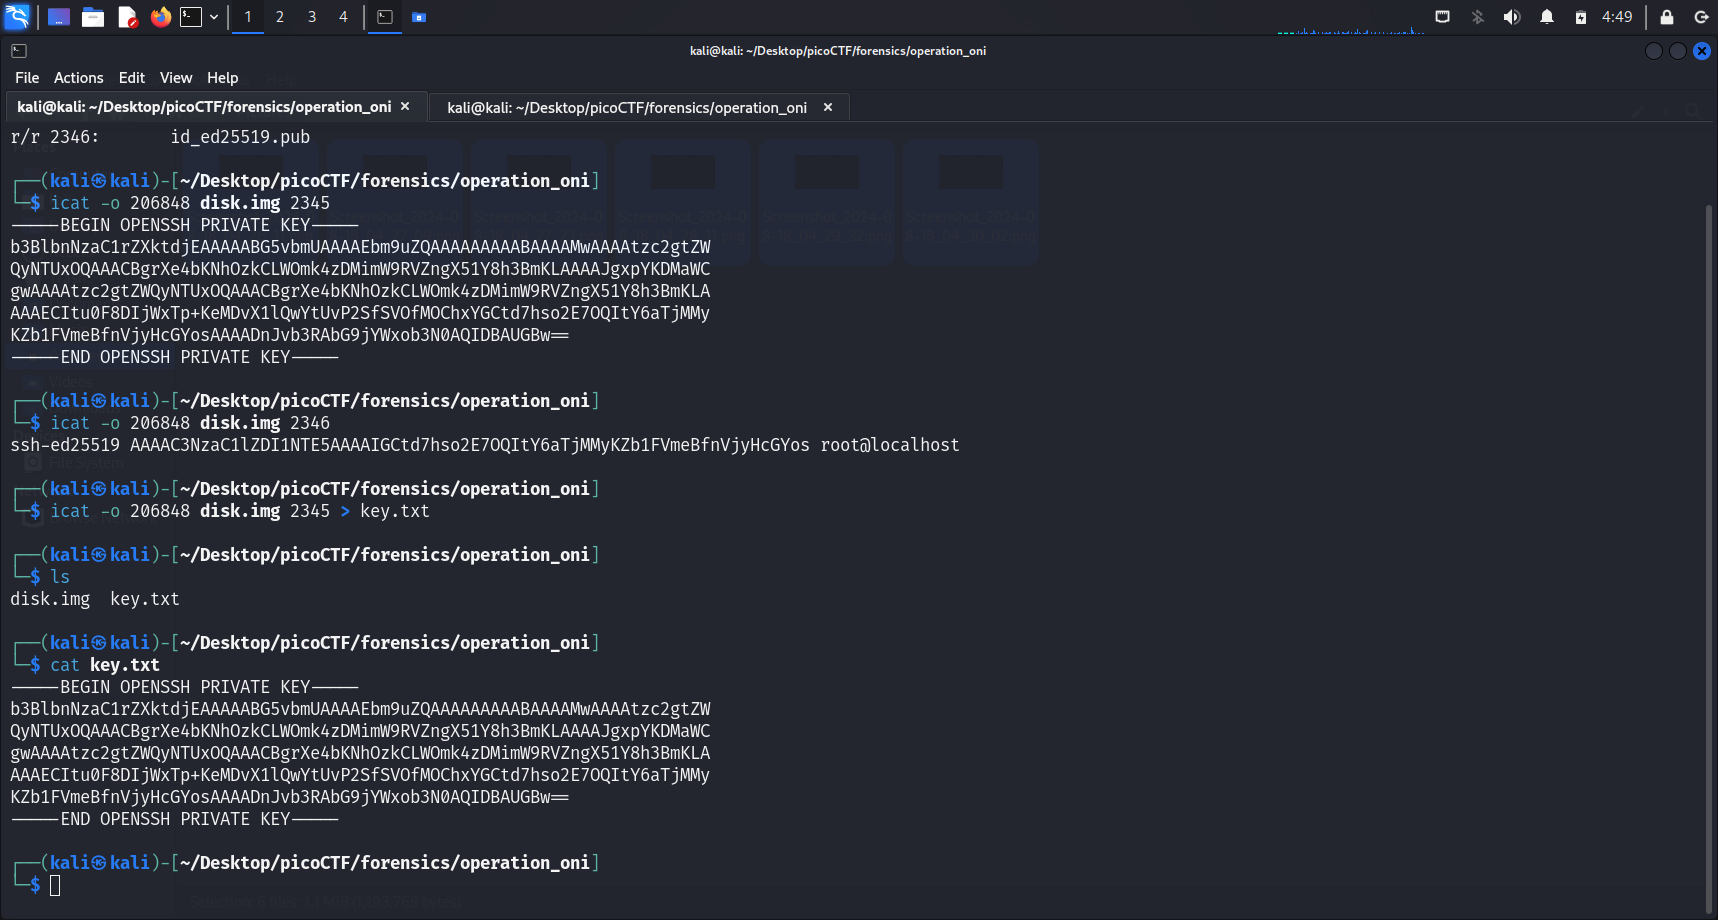 1 2 3 4 4:49
kali@kali: ~/Desktop/picoCTF/forensics/operation_oni
File Actions Edit View Help
kali@kali: ~/Desktop/picoCTF/forensics/operation_oni × kali@kali: ~/Desktop/picoCTF/forensics/operation_oni ×
r/r 2346: id_ed25519.pub
┌──(kali㉿kali)-[~/Desktop/picoCTF/forensics/operation_oni]
└─$ icat -o 206848 disk.img 2345
-----BEGIN OPENSSH PRIVATE KEY-----
b3BlbnNzaC1rZXktdjEAAAAABG5vbmUAAAAEbm9uZQAAAAAAAAABAAAAMwAAAAtzc2gtZW
QyNTUxOQAAACBgrXe4bKNhOzkCLWOmk4zDMimW9RVZngX51Y8h3BmKLAAAAJgxpYKDMaWC
gwAAAAtzc2gtZWQyNTUxOQAAACBgrXe4bKNhOzkCLWOmk4zDMimW9RVZngX51Y8h3BmKLA
AAAECItu0F8DIjWxTp+KeMDvX1lQwYtUvP2SfSVOfMOChxYGCtd7hso2E7OQItY6aTjMMy
KZb1FVmeBfnVjyHcGYosAAAADnJvb3RAbG9jYWxob3N0AQIDBAUGBw==
-----END OPENSSH PRIVATE KEY-----
┌──(kali㉿kali)-[~/Desktop/picoCTF/forensics/operation_oni]
└─$ icat -o 206848 disk.img 2346
ssh-ed25519 AAAAC3NzaC1lZDI1NTE5AAAAIGCtd7hso2E7OQItY6aTjMMyKZb1FVmeBfnVjyHcGYos root@localhost
┌──(kali㉿kali)-[~/Desktop/picoCTF/forensics/operation_oni]
└─$ icat -o 206848 disk.img 2345 > key.txt
┌──(kali㉿kali)-[~/Desktop/picoCTF/forensics/operation_oni]
└─$ ls
disk.img key.txt
┌──(kali㉿kali)-[~/Desktop/picoCTF/forensics/operation_oni]
└─$ cat key.txt
-----BEGIN OPENSSH PRIVATE KEY-----
b3BlbnNzaC1rZXktdjEAAAAABG5vbmUAAAAEbm9uZQAAAAAAAAABAAAAMwAAAAtzc2gtZW
QyNTUxOQAAACBgrXe4bKNhOzkCLWOmk4zDMimW9RVZngX51Y8h3BmKLAAAAJgxpYKDMaWC
gwAAAAtzc2gtZWQyNTUxOQAAACBgrXe4bKNhOzkCLWOmk4zDMimW9RVZngX51Y8h3BmKLA
AAAECItu0F8DIjWxTp+KeMDvX1lQwYtUvP2SfSVOfMOChxYGCtd7hso2E7OQItY6aTjMMy
KZb1FVmeBfnVjyHcGYosAAAADnJvb3RAbG9jYWxob3N0AQIDBAUGBw==
-----END OPENSSH PRIVATE KEY-----
┌──(kali㉿kali)-[~/Desktop/picoCTF/forensics/operation_oni]
└─$